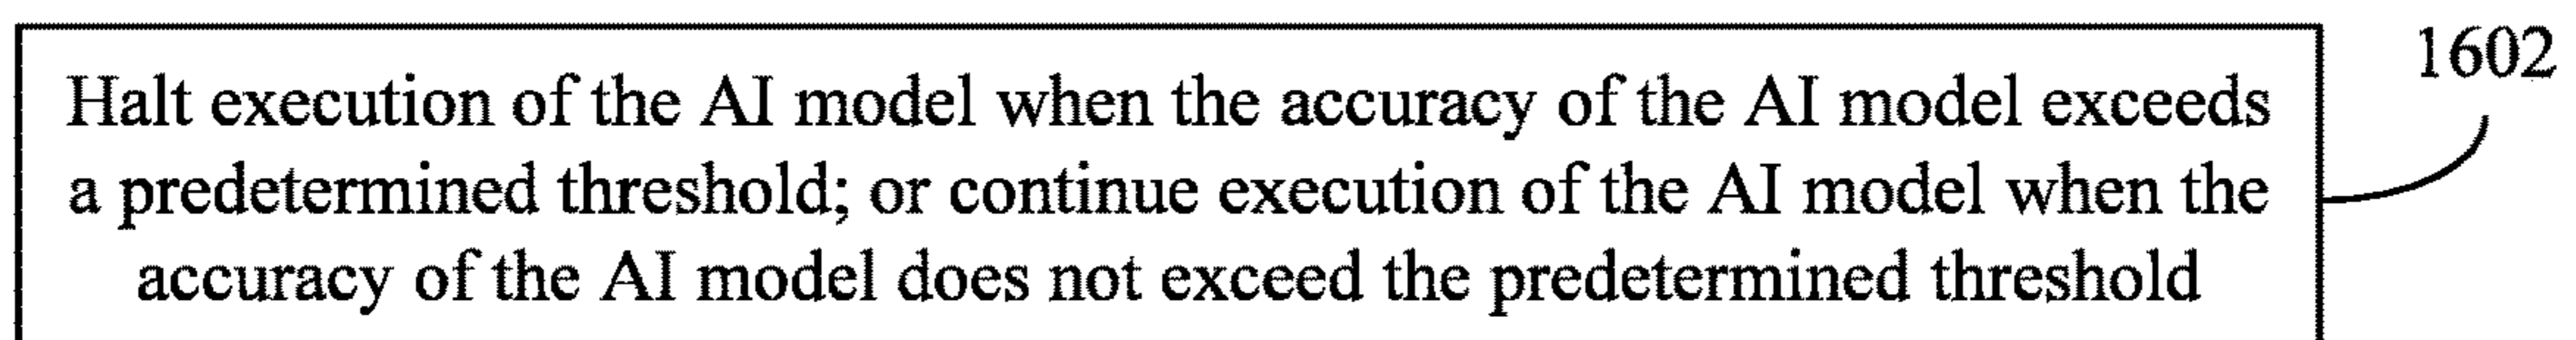 1602
Halt execution of the AI model when the accuracy of the AI model exceeds
a predetermined threshold; or continue execution of the AI model when the
accuracy of the AI model does not exceed the predetermined threshold